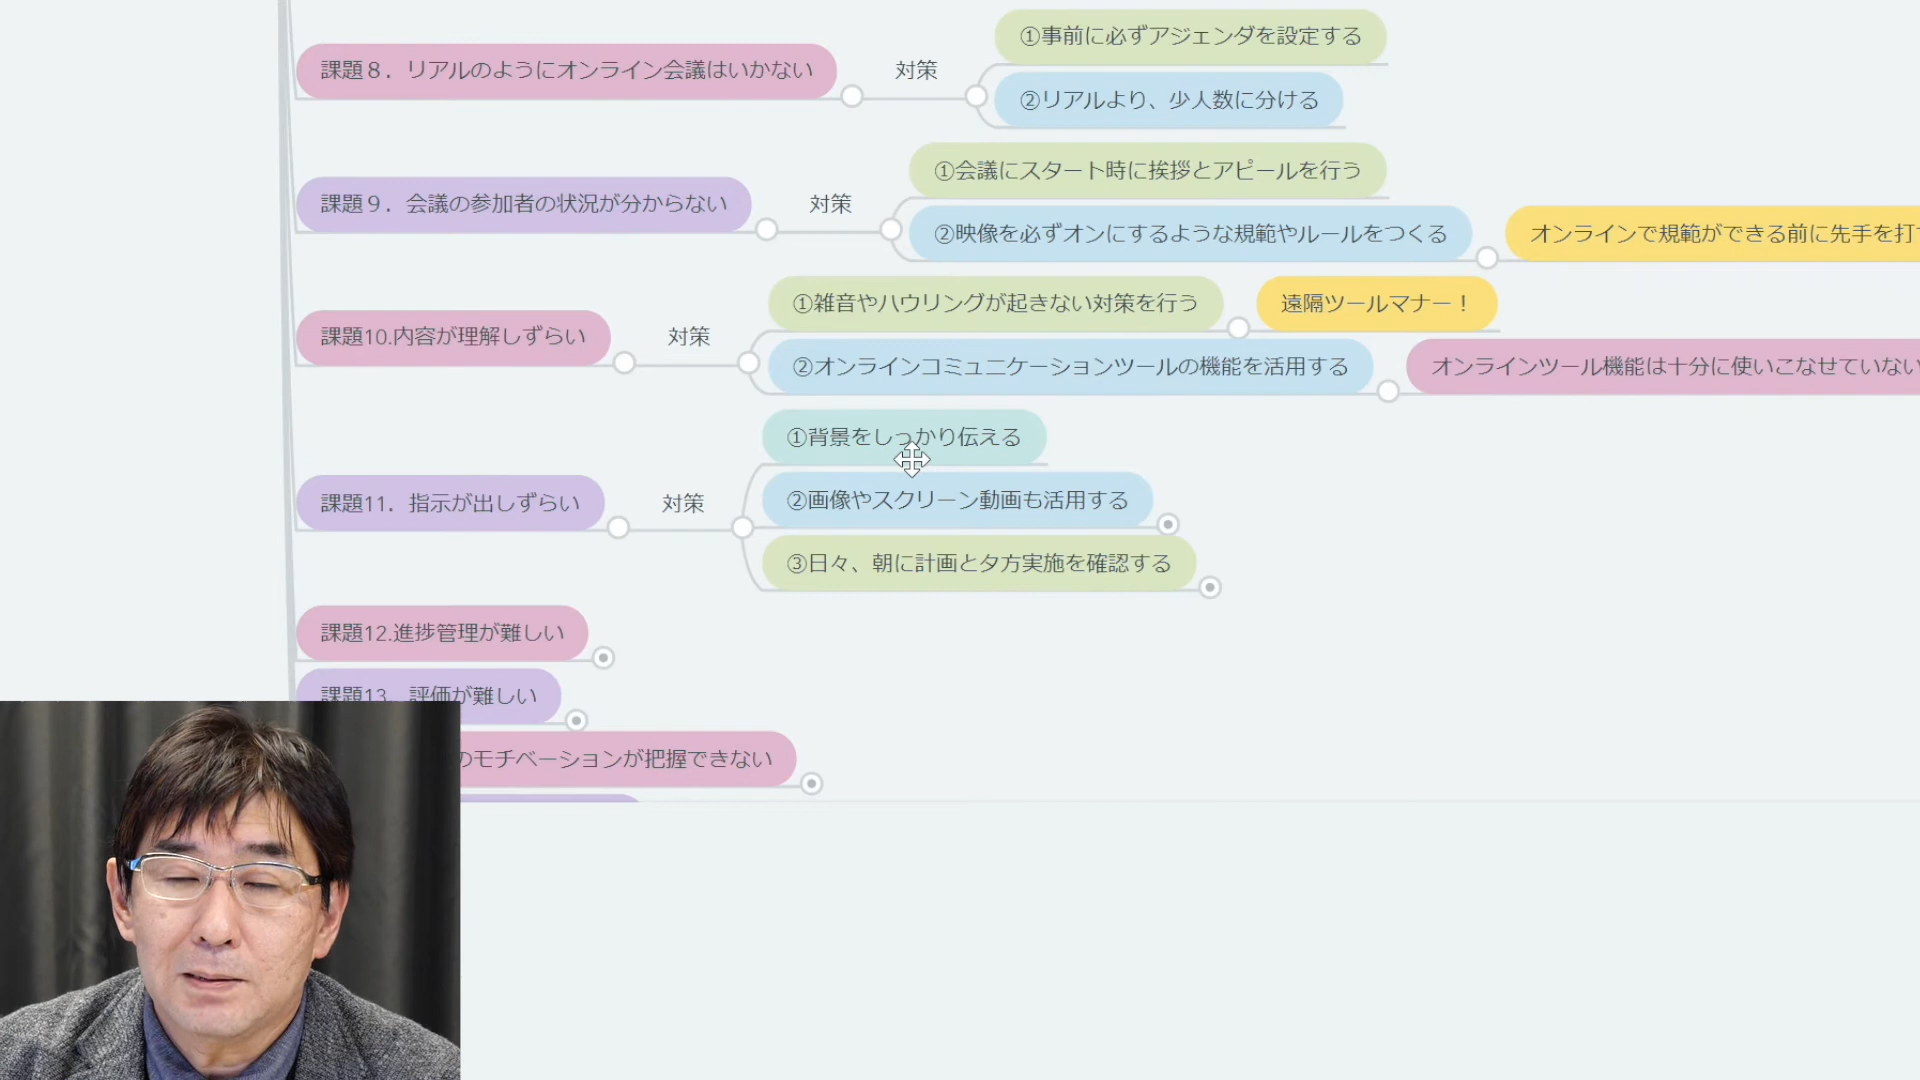 課題８．リアルのようにオンライン会議はいかない
対策
①事前に必ずアジェンダを設定する
②リアルより、少人数に分ける
課題９．会議の参加者の状況が分からない
対策
①会議にスタート時に挨拶とアピールを行う
②映像を必ずオンにするような規範やルールをつくる
オンラインで規範ができる前に先手を打
課題10.内容が理解しずらい
対策
①雑音やハウリングが起きない対策を行う
遠隔ツールマナー！
②オンラインコミュニケーションツールの機能を活用する
オンラインツール機能は十分に使いこなせていない
課題11．指示が出しずらい
対策
①背景をしっかり伝える
②画像やスクリーン動画も活用する
③日々、朝に計画と夕方実施を確認する
課題12.進捗管理が難しい
課題13．評価が難しい
のモチベーションが把握できない